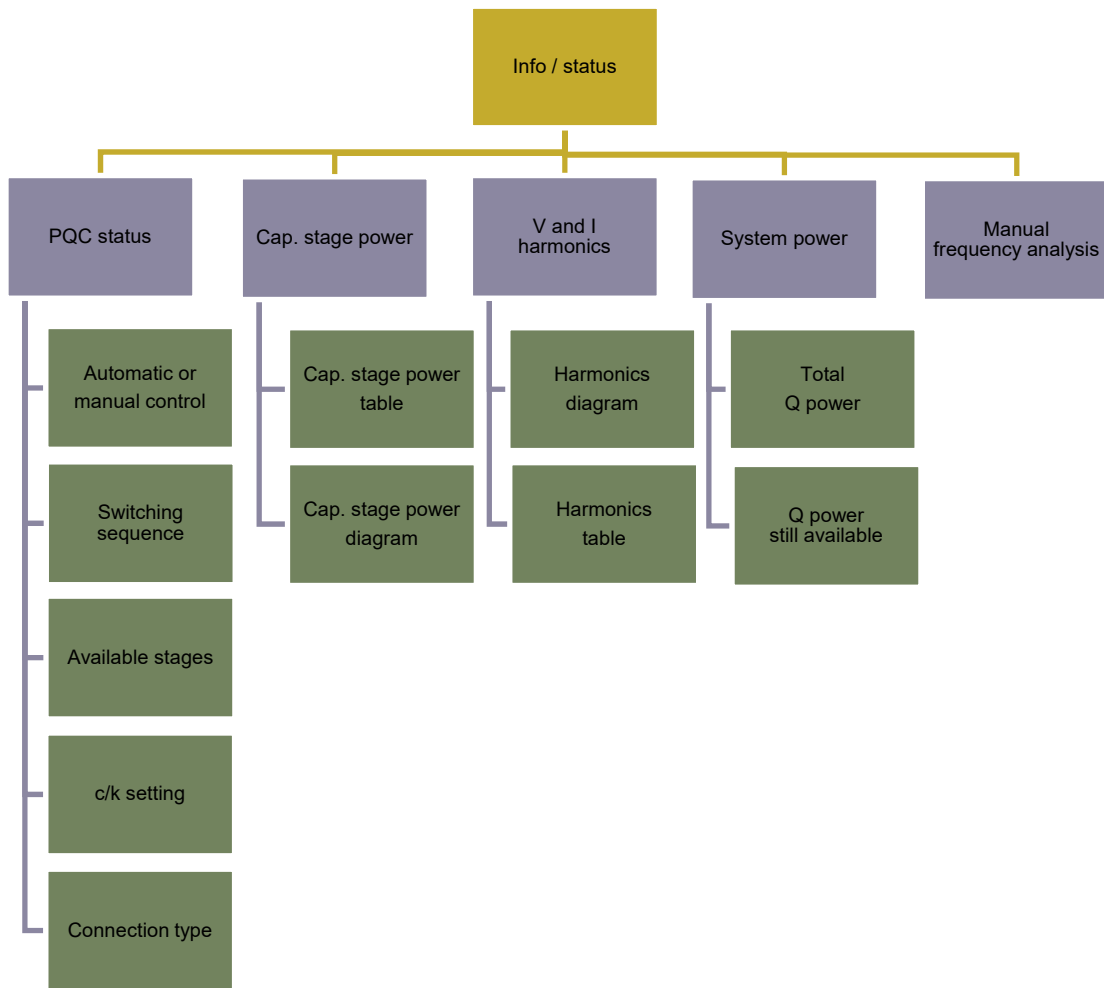 Info / status
PQC status
Cap. stage power
V and I
harmonics
System power
Manual
frequency analysis
Automatic or
manual control
Switching
sequence
Available stages
c/k setting
Connection type
Cap. stage power
table
Cap. stage power
diagram
Harmonics
diagram
Harmonics
table
Total
Q power
Q power
still available